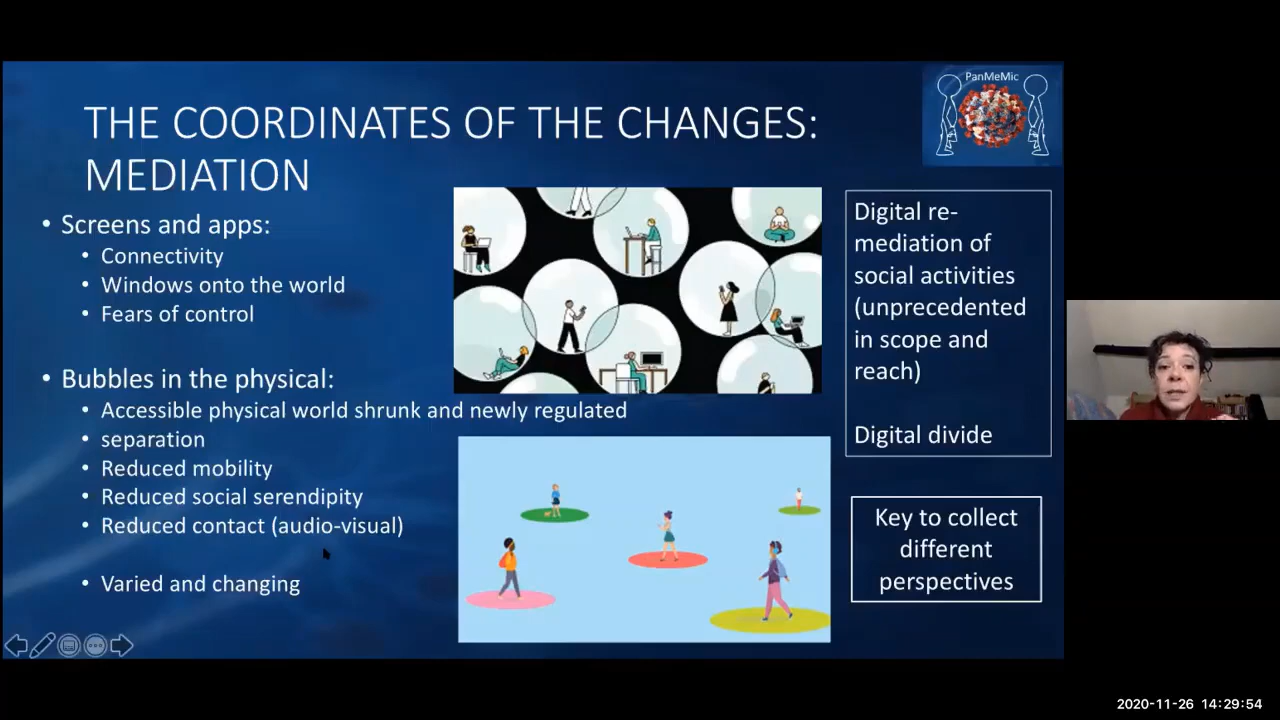 PanMeMic
THE COORDINATES OF THE CHANGES:
MEDIATION
• Screens and apps:
• Connectivity
• Windows onto the world
• Fears of control
• Bubbles in the physical:
• Accessible physical world shrunk and newly regulated
• separation
• Reduced mobility
• Reduced social serendipity
• Reduced contact (audio-visual)
• Varied and changing
Digital re-
mediation of
social activities
(unprecedented
in scope and
reach)
Digital divide
Key to collect
different
perspectives
2020-11-26 14:29:54